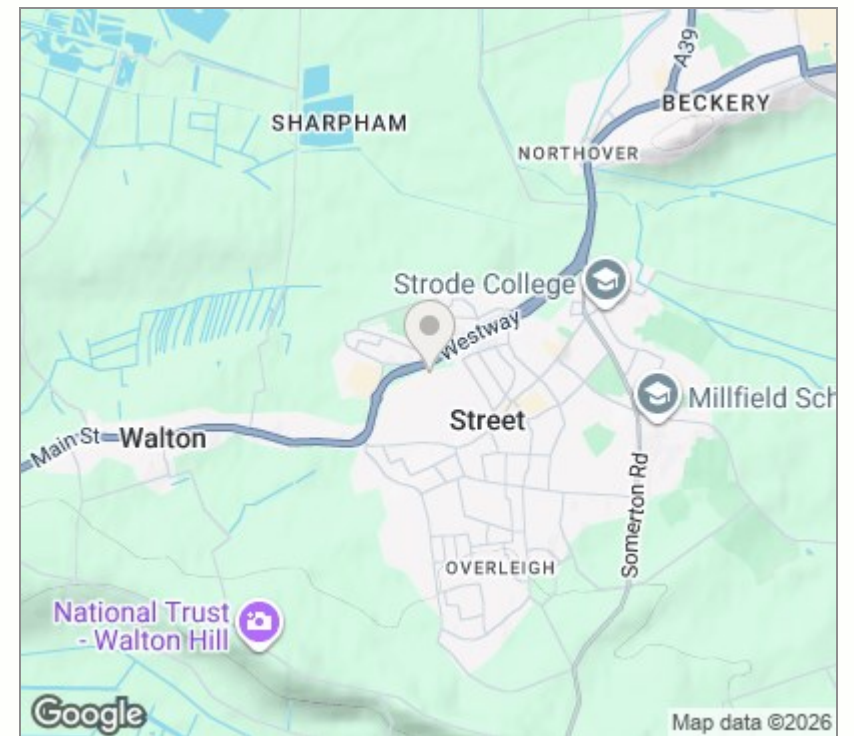 A39
BECKERY
SHARPHAM
NORTHOVER
Strode College
Westway
Millfield Sch
Street
Main St
Walton
Somerton Rd
OVERLEIGH
National Trust
- Walton Hill
Google
Map data ©2026